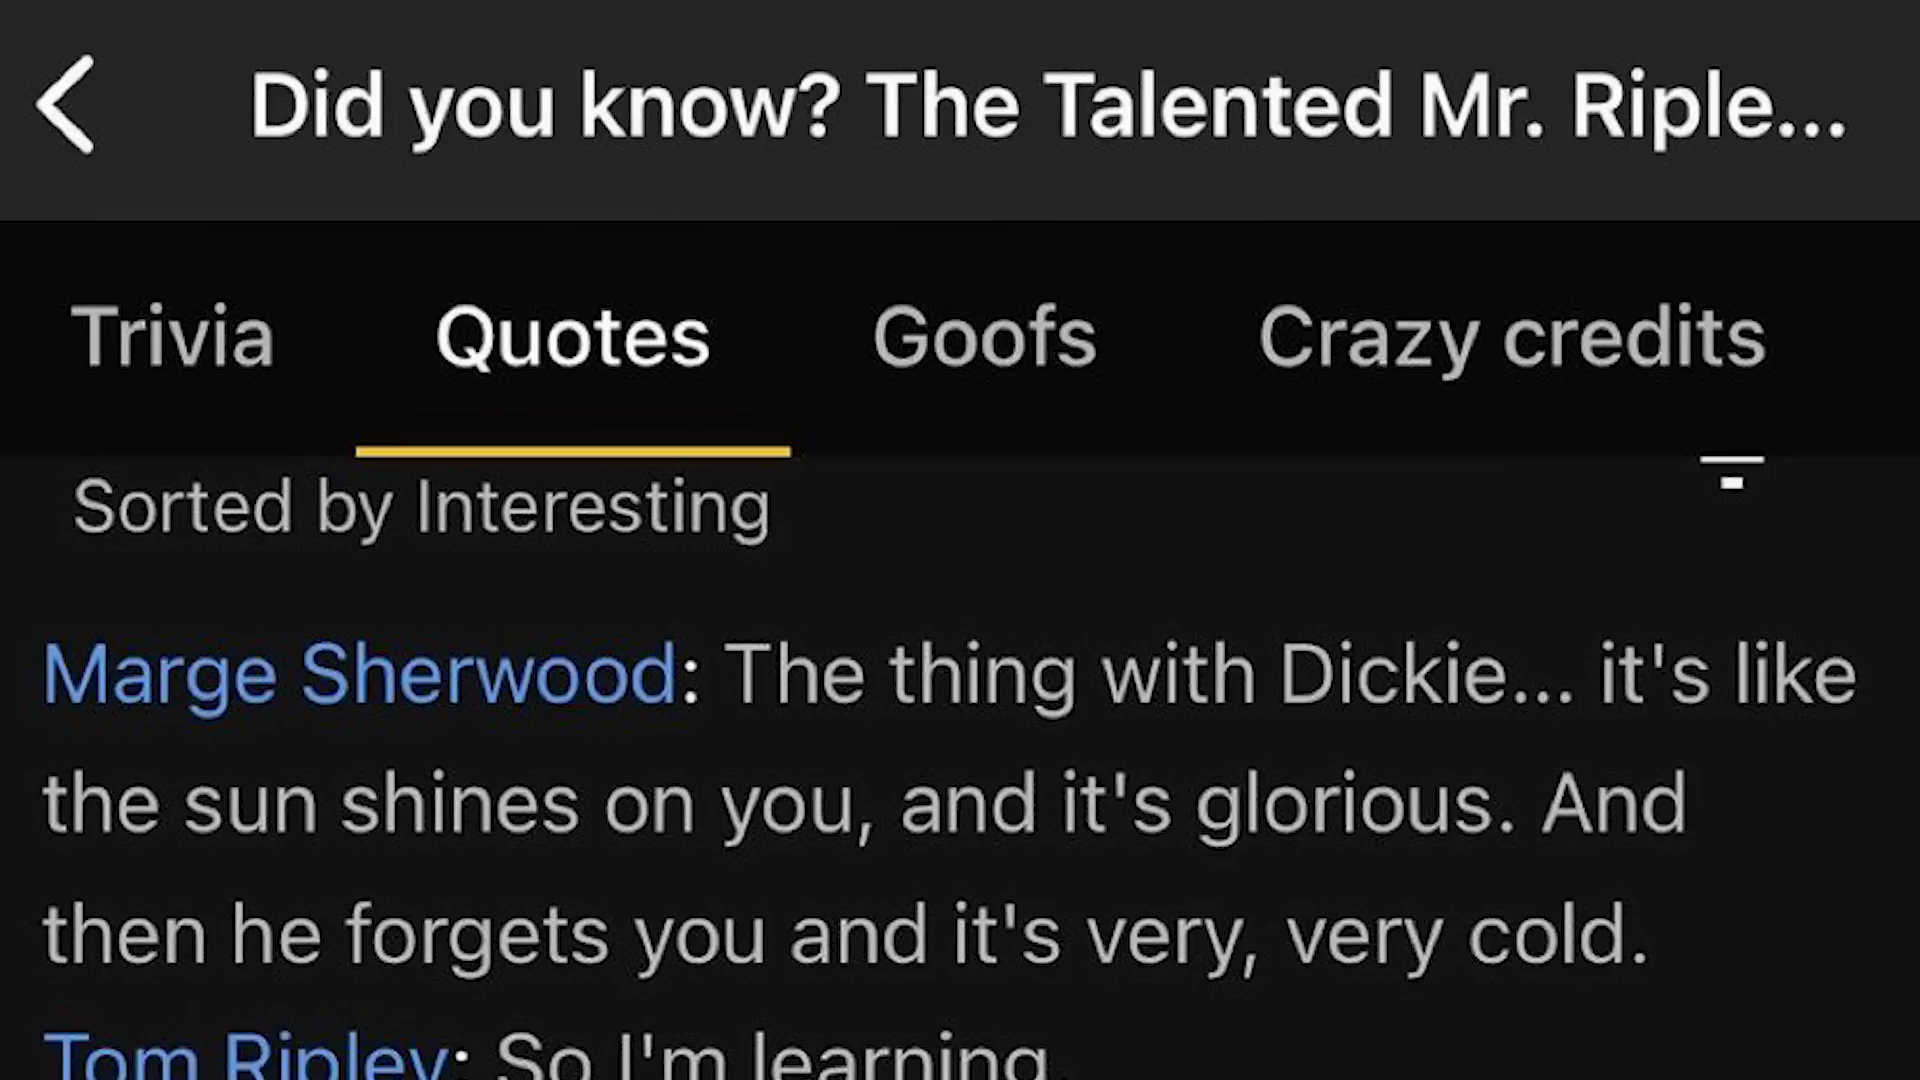 Did you know? The Talented Mr. Riple...
Trivia Quotes Goofs Crazy credits
Sorted by Interesting
Marge Sherwood: The thing with Dickie... it's like
the sun shines on you, and it's glorious. And
then he forgets you and it's very, very cold.
Tom Ripley: So I'm learning.